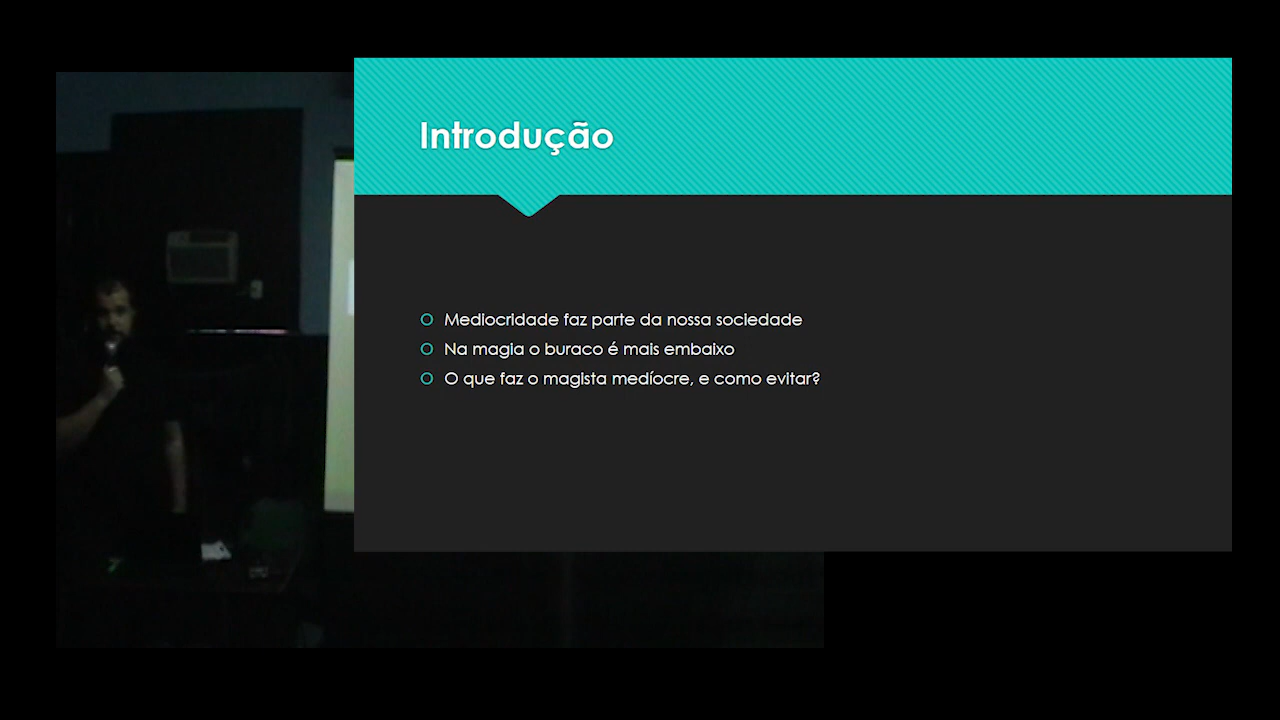 Introdução
Mediocridade faz parte da nossa sociedade
Na magia o buraco é mais embaixo
O que faz o magista medíocre, e como evitar?